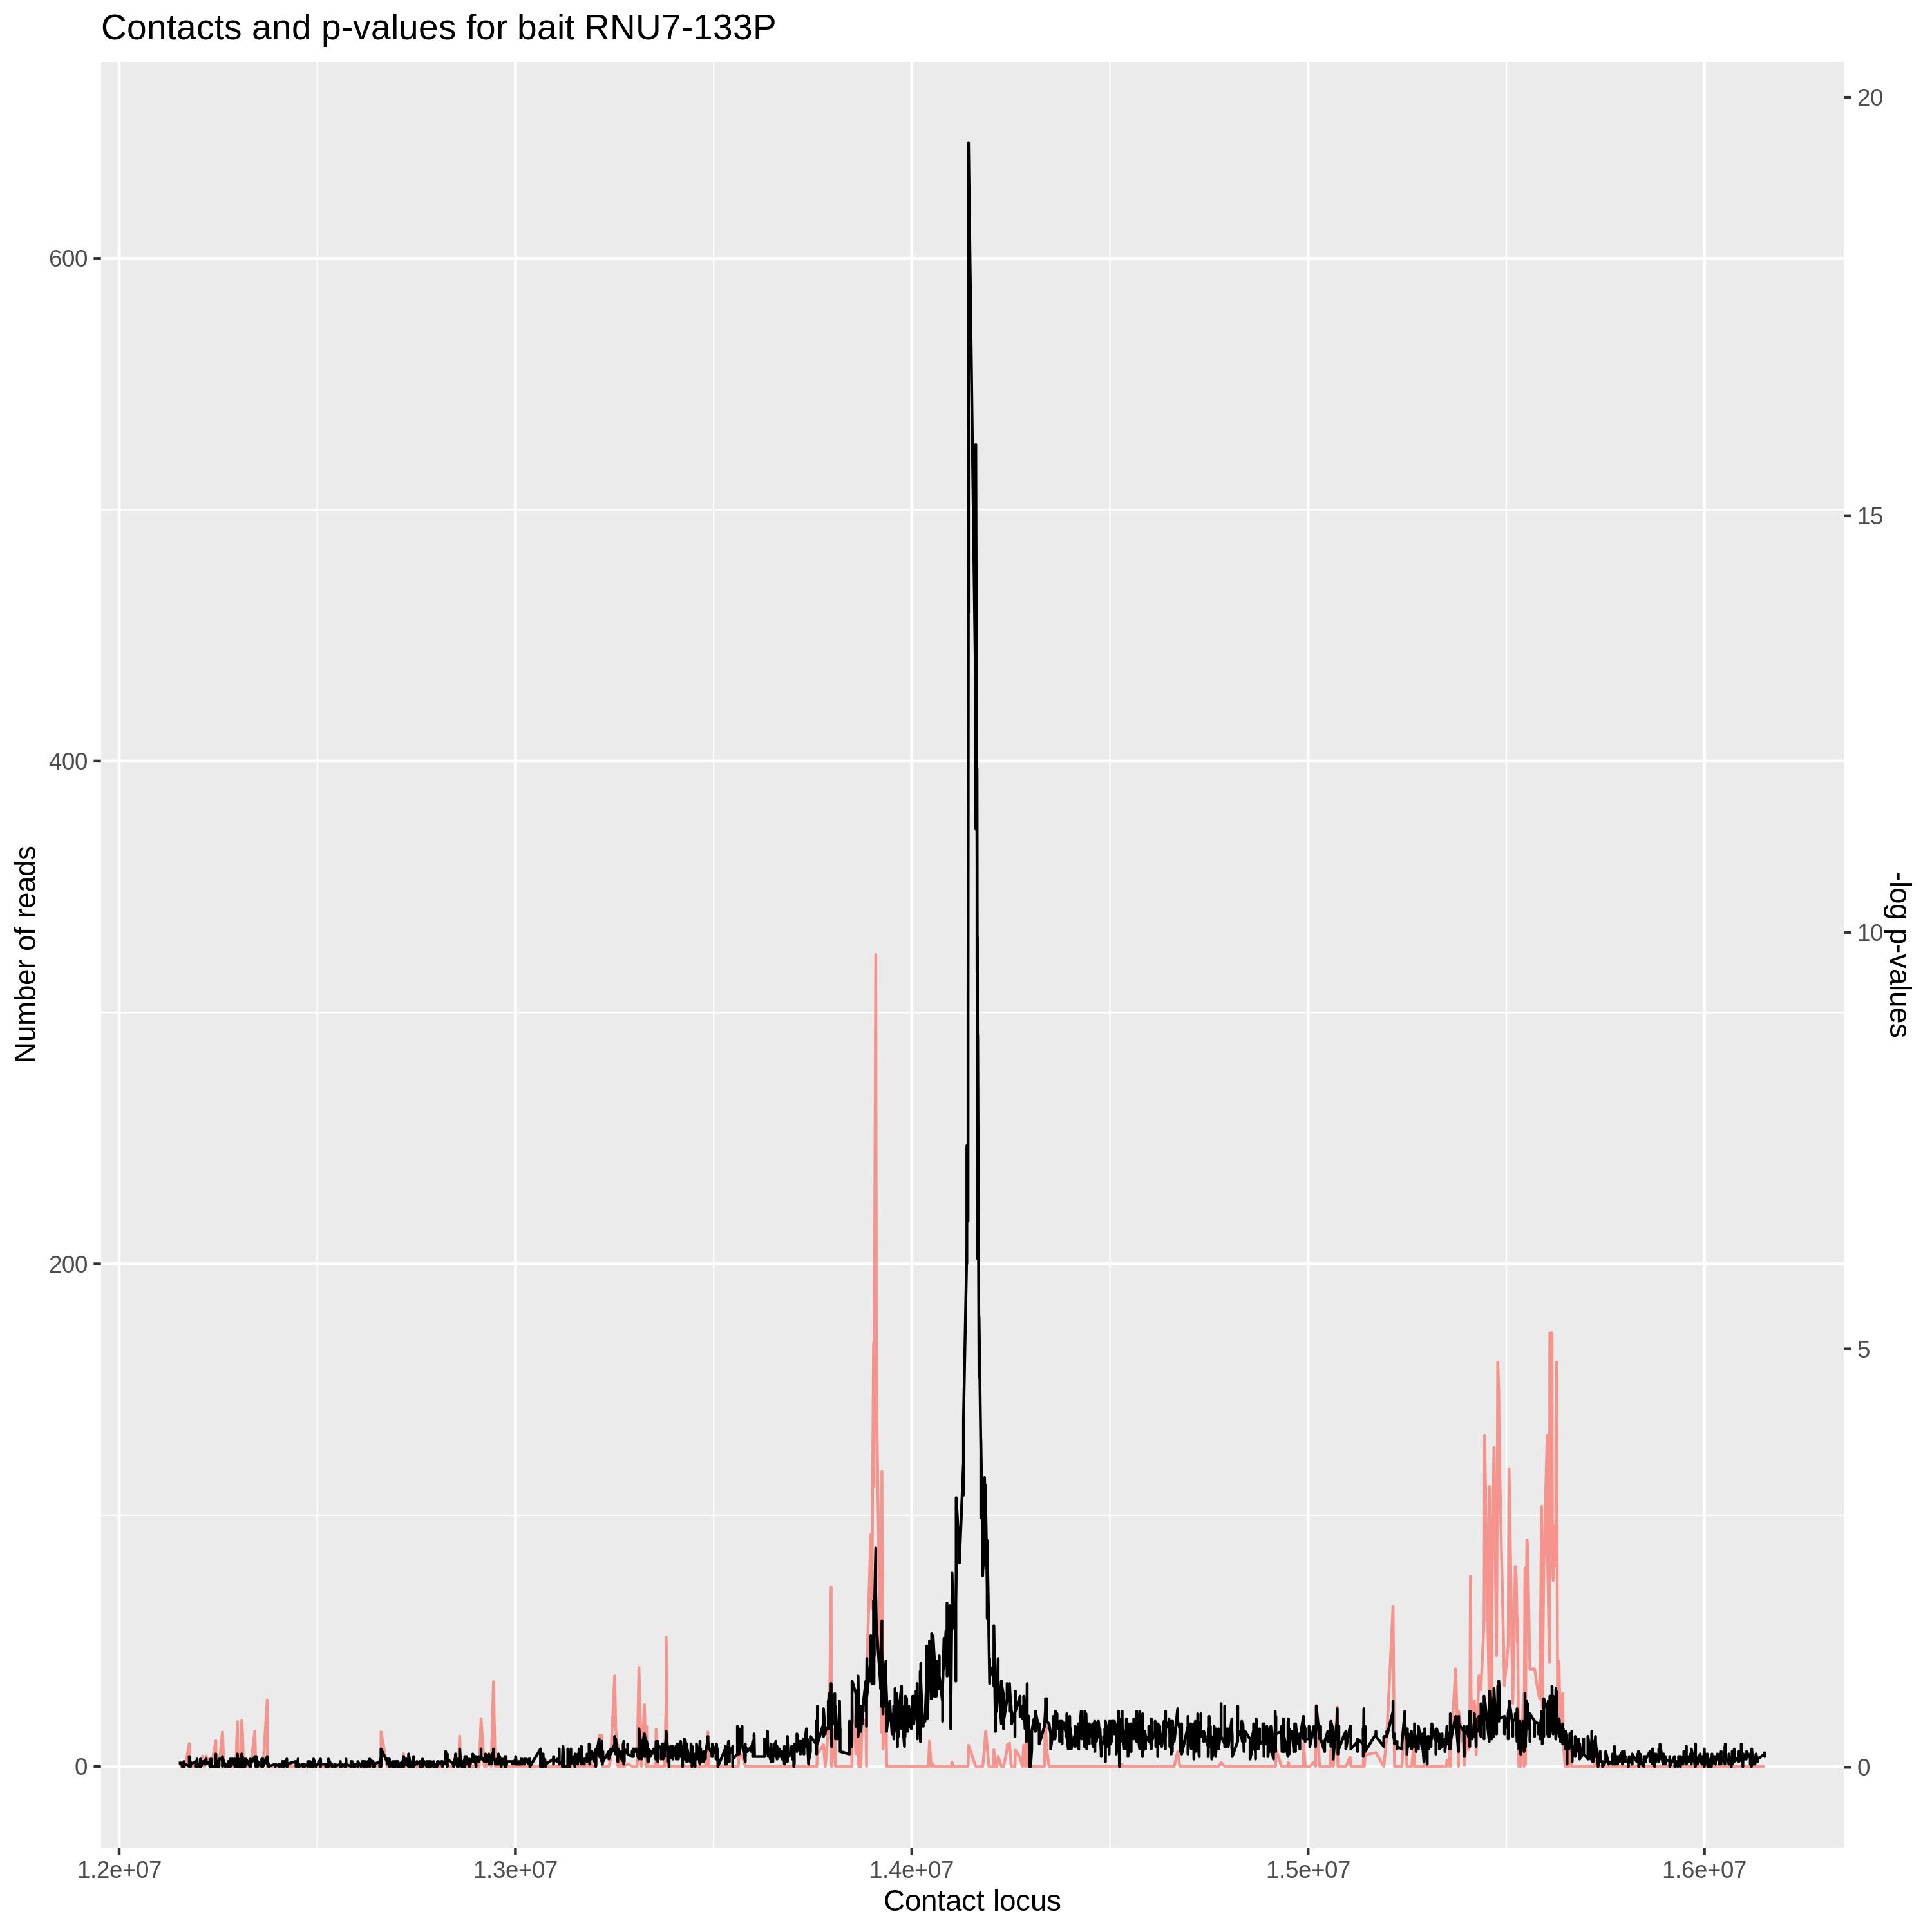 Contacts and p-values for bait RNU7-133P
Number of reads
600
400
200
0
20
15
10
5
0
-log p-values
1.2e+07
1.3e+07
1.4e+07
1.5e+07
1.6e+07
Contact locus